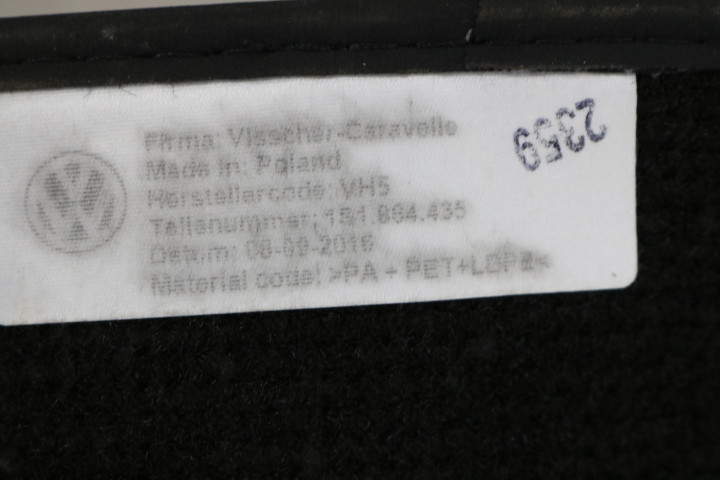 Firma: Visscher-Caravelle
Made in: Poland
Herstellercode: VH5
Teilenummer: 1S1.864.435
Datum: 08-09-2016
Material code: >PA + PET+LDPE<
2359